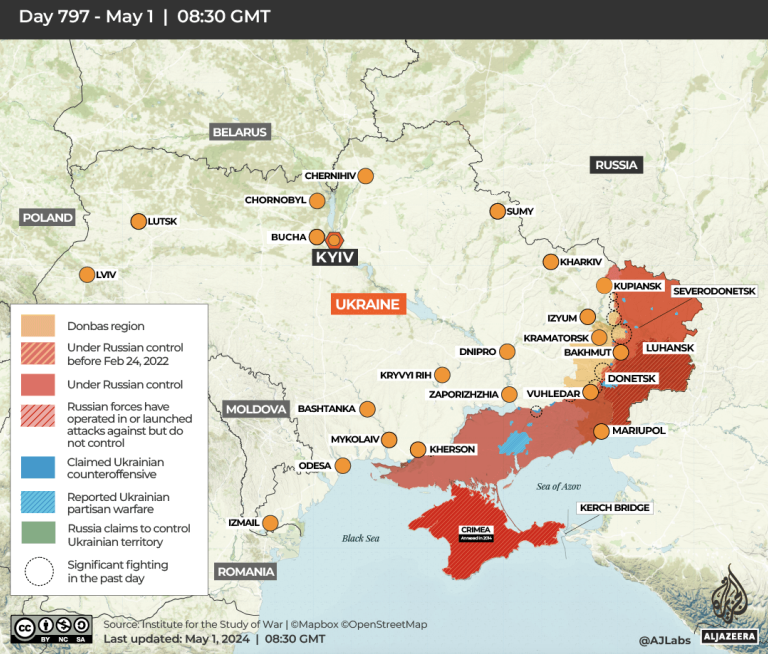 Day 797 - May 1 | 08:30 GMT
BELARUS
RUSSIA
CHERNIHIV
CHORNOBYL
POLAND
LUTSK
SUMY
BUCHA
KYIV
KHARKIV
LVIV
KUPIANSK
SEVERODONETSK
UKRAINE
IZYUM
KRAMATORSK
LUHANSK
DNIPRO
BAKHMUT
KRYVYI RIH
DONETSK
ZAPORIZHZHIA
VUHLEDAR
MOLDOVA
BASHTANKA
MARIUPOL
MYKOLAIV
KHERSON
ODESA
Sea of Azov
KERCH BRIDGE
IZMAIL
CRIMEA
Annexed in 2014
Black Sea
ROMANIA
Donbas region
Under Russian control
before Feb 24, 2022
Under Russian control
Russian forces have
operated in or launched
attacks against but do
not control
Claimed Ukrainian
counteroffensive
Reported Ukrainian
partisan warfare
Russia claims to control
Ukrainian territory
Significant fighting
in the past day
cc
BY NC SA
Source: Institute for the Study of War | ©Mapbox ©OpenStreetMap
Last updated: May 1, 2024 | 08:30 GMT
@AJLabs
ALJAZEERA